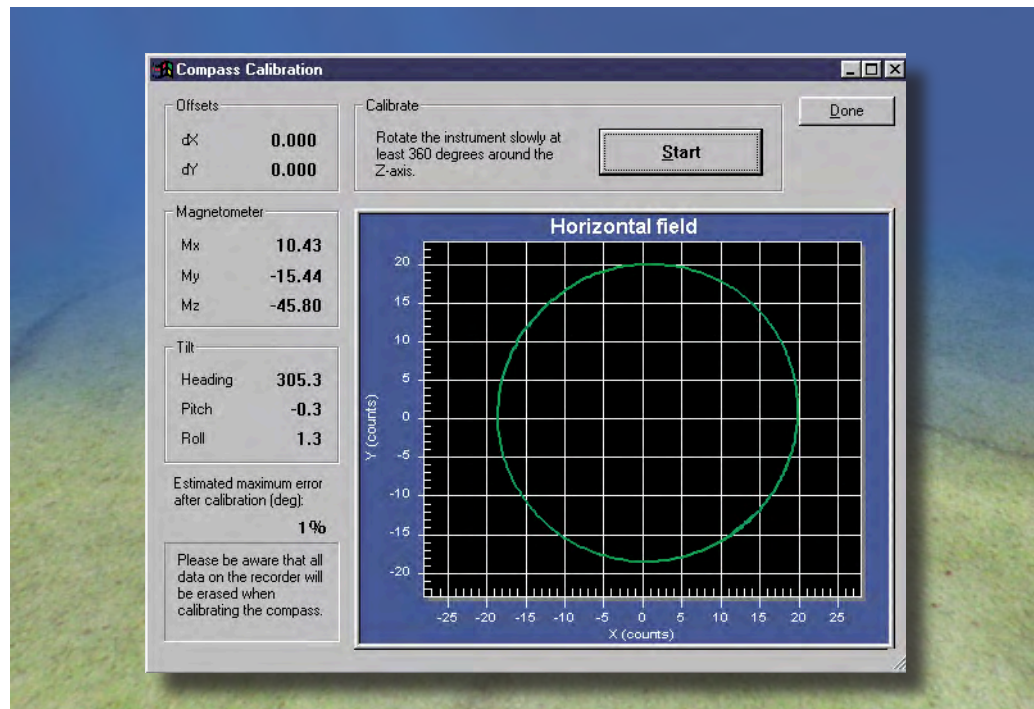 Compass Calibration
Offsets
dX 0.000
dY 0.000
Calibrate
Rotate the instrument slowly at
least 360 degrees around the
Z-axis.
Start
Done
Magnetometer
Mx 10.43
My -15.44
Mz -45.80
Tilt
Heading 305.3
Pitch -0.3
Roll 1.3
Estimated maximum error
after calibration (deg):
1%
Please be aware that all
data on the recorder will
be erased when
calibrating the compass.
Horizontal field
20
15
10
5
0
-5
-10
-15
-20
Y (counts)
-25 -20 -15 -10 -5 0 5 10 15 20 25
X (counts)